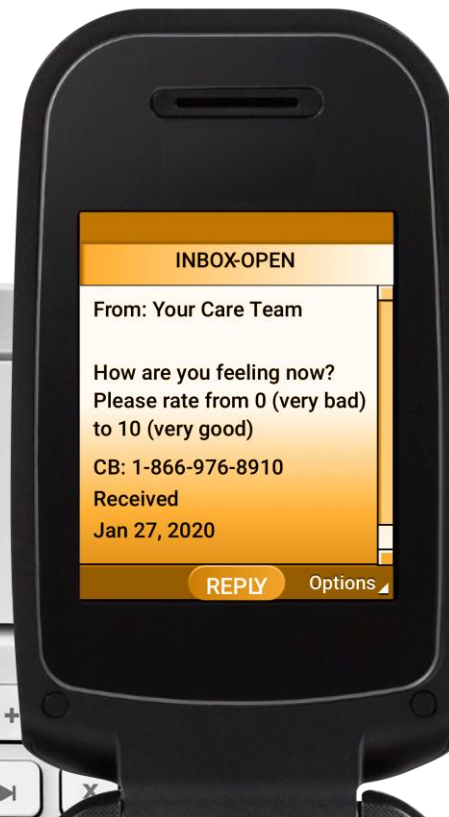 INBOX-OPEN
From: Your Care Team
How are you feeling now?
Please rate from 0 (very bad)
to 10 (very good)
CB: 1-866-976-8910
Received
Jan 27, 2020
REPLY Options
+
X